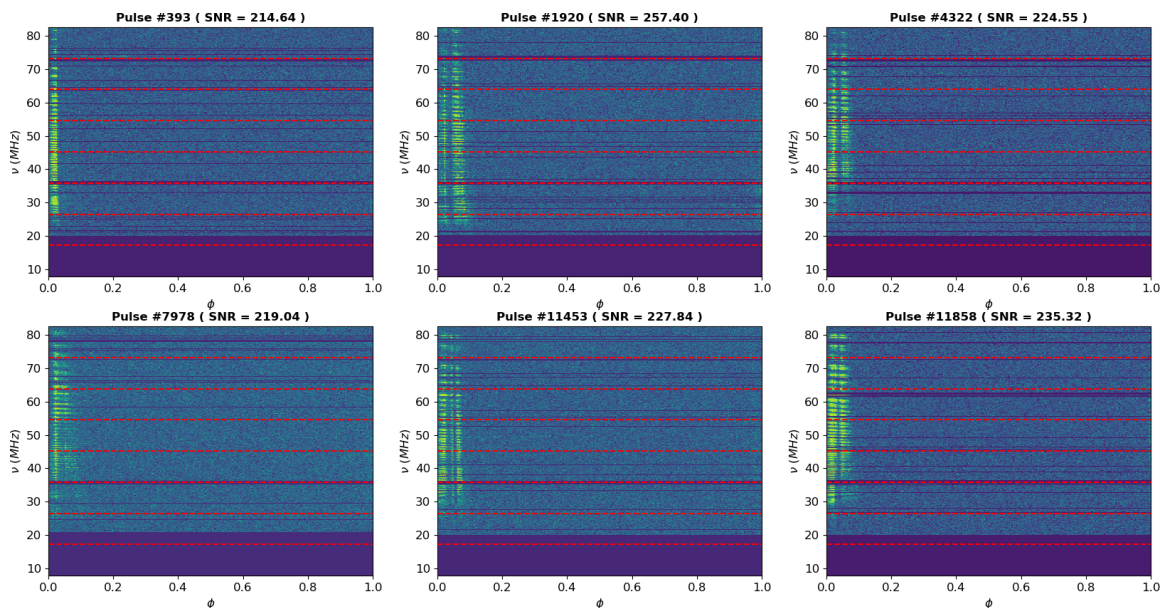 Pulse #393 ( SNR = 214.64 )
80
70
60
50
40
30
20
10
ν (MHz)
0.0 0.2 0.4 0.6 0.8 1.0
ϕ
Pulse #1920 ( SNR = 257.40 )
80
70
60
50
40
30
20
10
ν (MHz)
0.0 0.2 0.4 0.6 0.8 1.0
ϕ
Pulse #4322 ( SNR = 224.55 )
80
70
60
50
40
30
20
10
ν (MHz)
0.0 0.2 0.4 0.6 0.8 1.0
ϕ
Pulse #7978 ( SNR = 219.04 )
80
70
60
50
40
30
20
10
ν (MHz)
0.0 0.2 0.4 0.6 0.8 1.0
ϕ
Pulse #11453 ( SNR = 227.84 )
80
70
60
50
40
30
20
10
ν (MHz)
0.0 0.2 0.4 0.6 0.8 1.0
ϕ
Pulse #11858 ( SNR = 235.32 )
80
70
60
50
40
30
20
10
ν (MHz)
0.0 0.2 0.4 0.6 0.8 1.0
ϕ